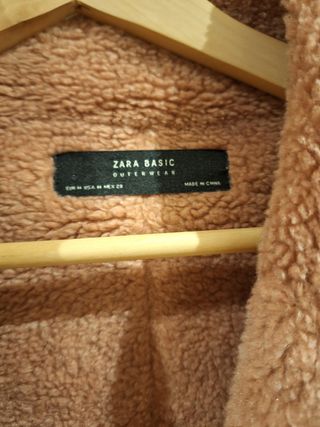 ZARA BASIC
OUTERWEAR
EUR M USA M MEX 28 MADE IN CHINA